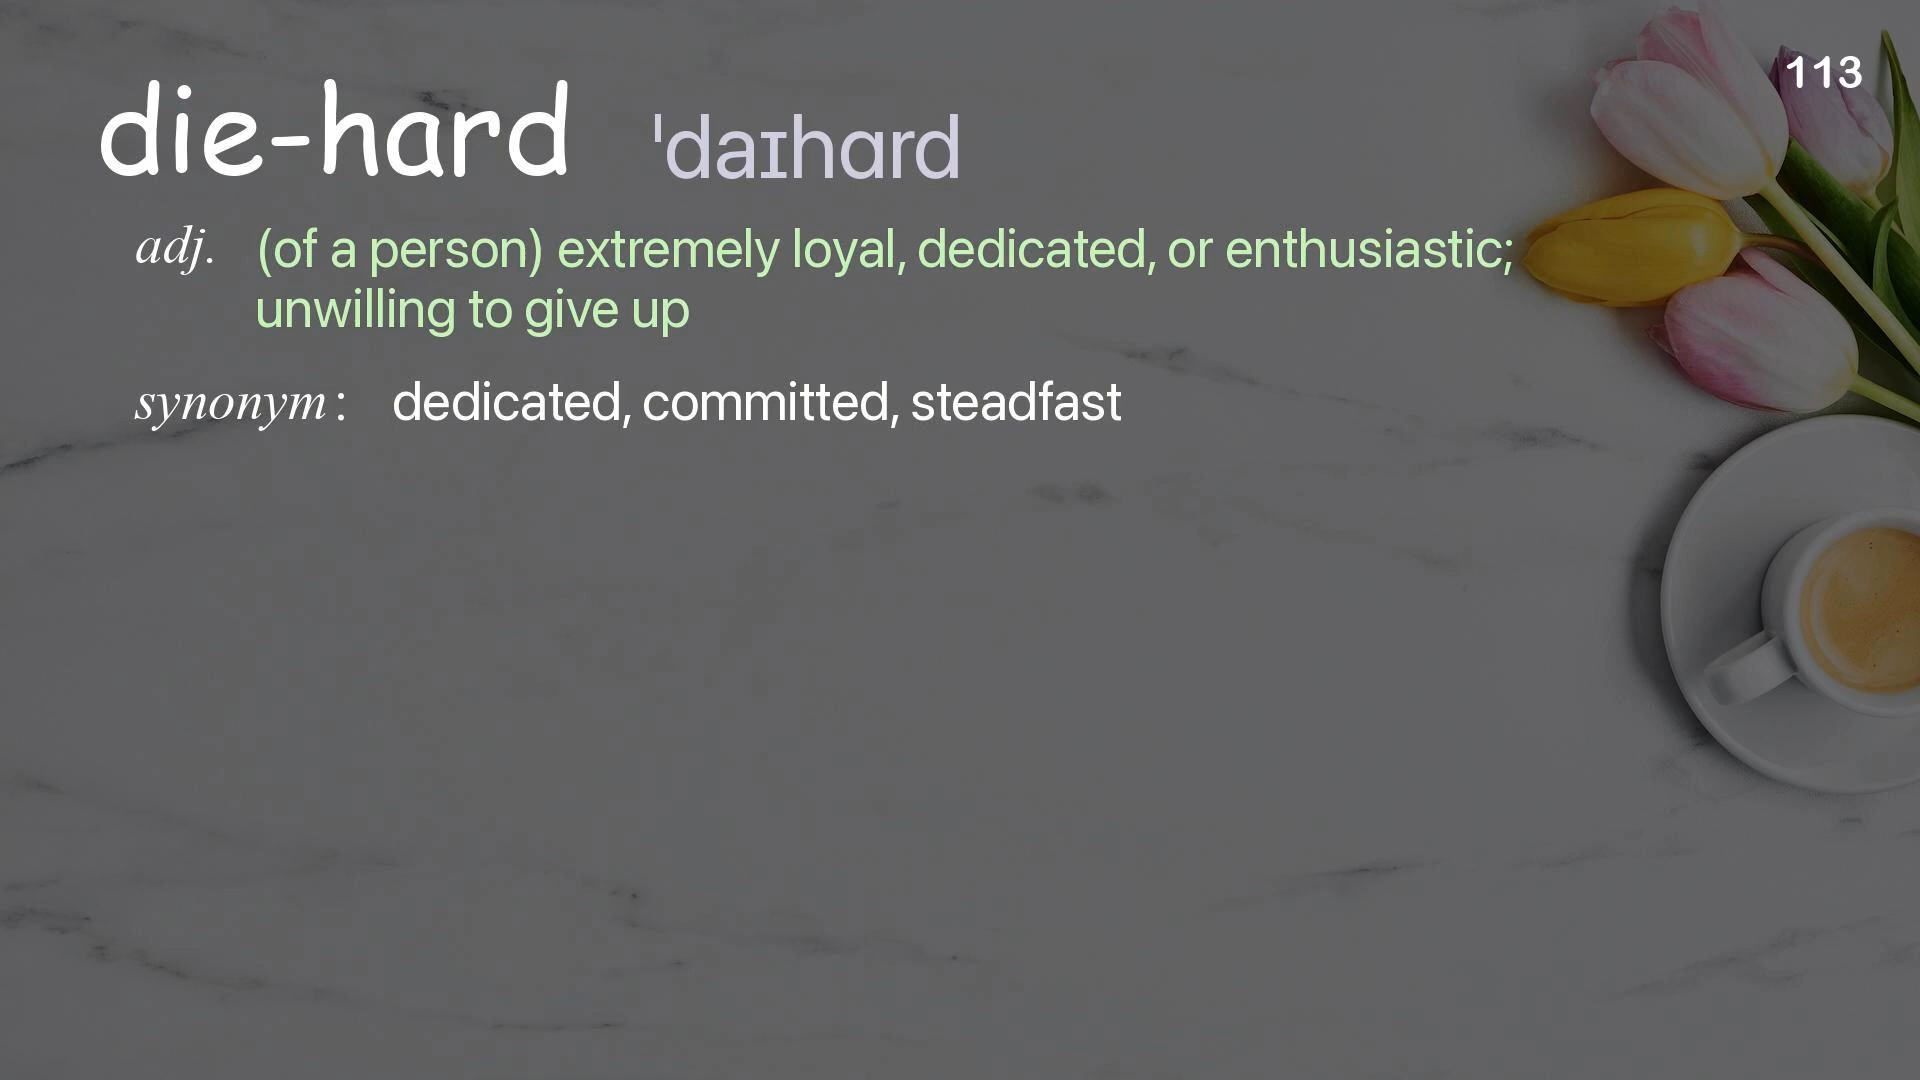 113
die-hard ˈdaɪhɑrd
adj. (of a person) extremely loyal, dedicated, or enthusiastic;
unwilling to give up
synonym : dedicated, committed, steadfast